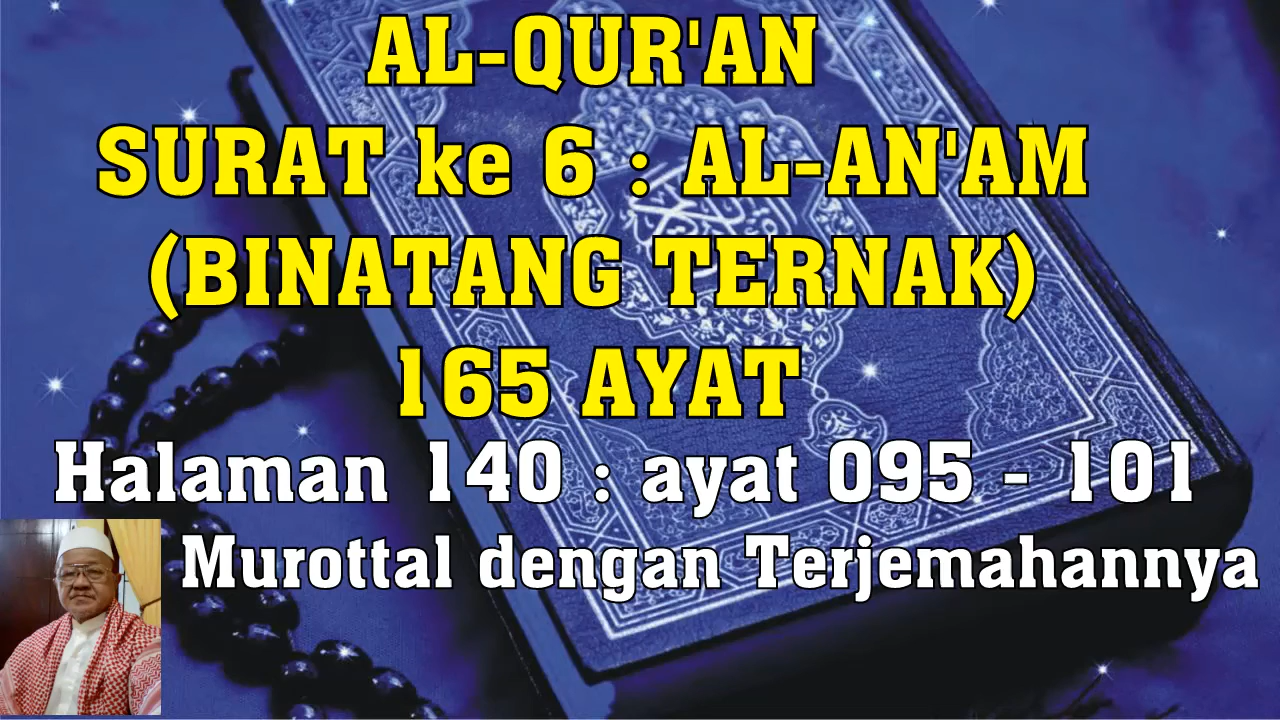 AL-QUR'AN
SURAT ke 6 : AL-AN'AM
(BINATANG TERNAK)
165 AYAT
Halaman 140 : ayat 095 - 101
Murottal dengan Terjemahannya